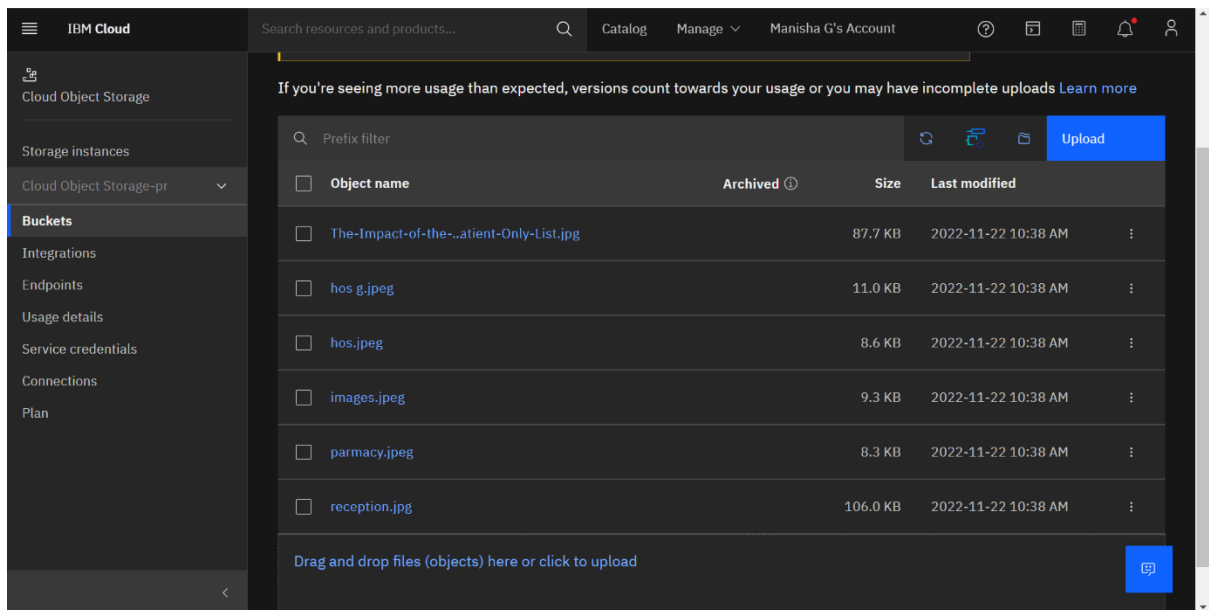 IBM Cloud
Search resources and products...
Catalog
Manage
Manisha G's Account
Cloud Object Storage
Storage instances
Cloud Object Storage-pr
Buckets
Integrations
Endpoints
Usage details
Service credentials
Connections
Plan
If you're seeing more usage than expected, versions count towards your usage or you may have incomplete uploads Learn more
Prefix filter
Upload
Object name Archived Size Last modified
The-Impact-of-the-..atient-Only-List.jpg 87.7 KB 2022-11-22 10:38 AM
hos g.jpeg 11.0 KB 2022-11-22 10:38 AM
hos.jpeg 8.6 KB 2022-11-22 10:38 AM
images.jpeg 9.3 KB 2022-11-22 10:38 AM
parmacy.jpeg 8.3 KB 2022-11-22 10:38 AM
reception.jpg 106.0 KB 2022-11-22 10:38 AM
Drag and drop files (objects) here or click to upload